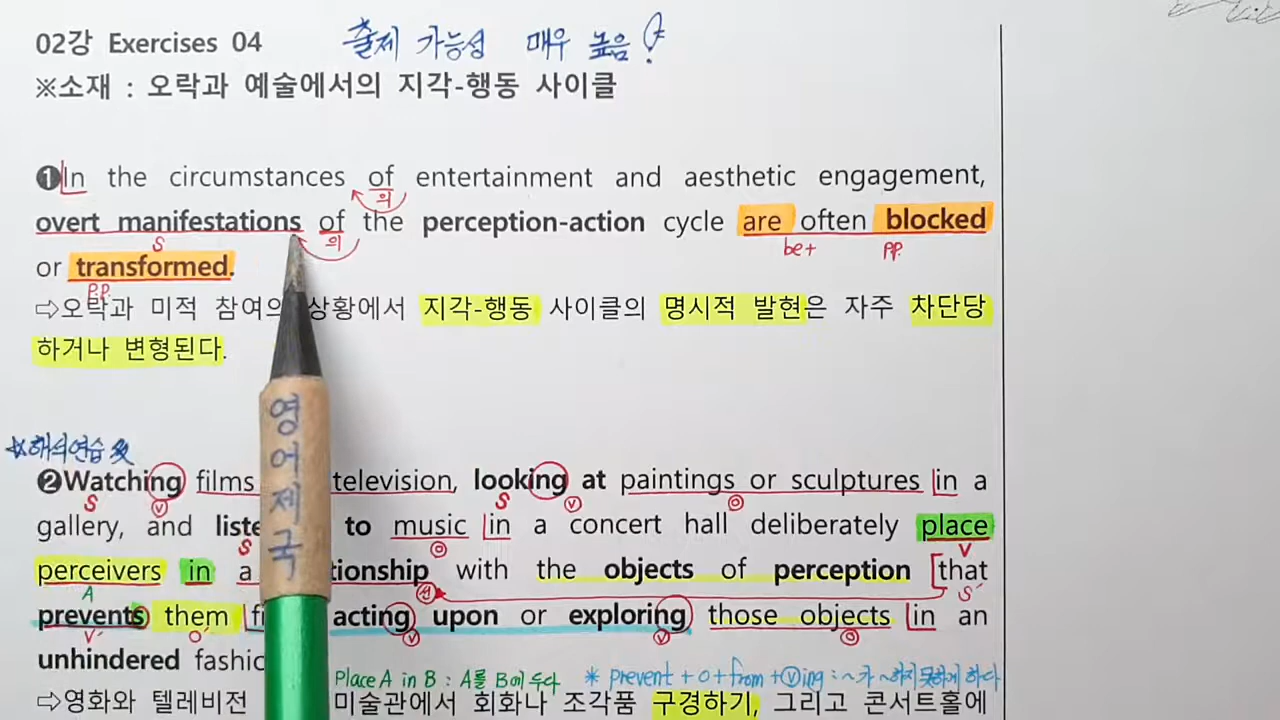 02강 Exercises 04 출제 가능성 매우 높음!
※소재 : 오락과 예술에서의 지각-행동 사이클
❶In the circumstances of entertainment and aesthetic engagement,
의
overt manifestations of the perception-action cycle are often blocked
S 의 be+ p.p.
or transformed.
p.p.
⇨오락과 미적 참여의 상황에서 지각-행동 사이클의 명시적 발현은 자주 차단당
하거나 변형된다.
영어제국
해석연습
❷Watching films television, looking at paintings or sculptures in a
S ⓥ S ⓥ ⓞ
gallery, and liste to music in a concert hall deliberately place
S ⓞ V
perceivers in a tionship with the objects of perception that
A 선 S´
prevents them acting upon or exploring those objects in an
V´ O´ ⓥ ⓥ ⓞ
unhindered fashio
Place A in B : A를 B에 두다 * prevent + O + from + ⓥing : ~가 ~하지 못하게 하다
⇨영화와 텔레비전 미술관에서 회화나 조각품 구경하기, 그리고 콘서트홀에